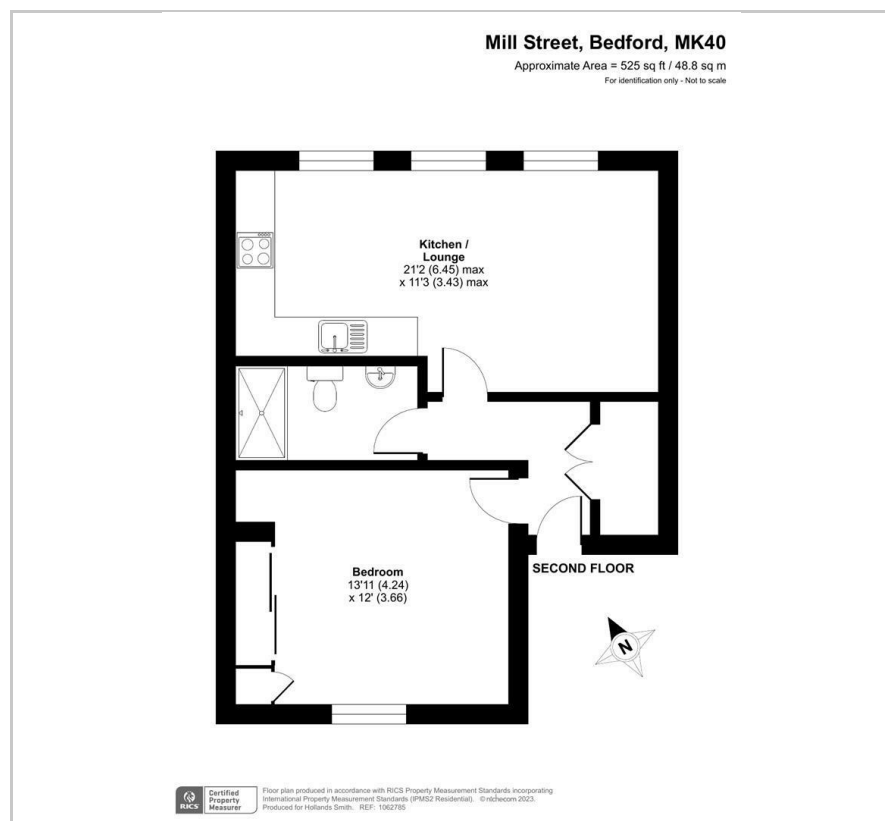 Mill Street, Bedford, MK40
Approximate Area = 525 sq ft / 48.8 sq m
For identification only - Not to scale
Kitchen /
Lounge
21'2 (6.45) max
x 11'3 (3.43) max
Bedroom
13'11 (4.24)
x 12' (3.66)
SECOND FLOOR
N
RICS
Certified
Property
Measurer
Floor plan produced in accordance with RICS Property Measurement Standards incorporating
International Property Measurement Standards (IPMS2 Residential). © nichecom 2023.
Produced for Hollands Smith. REF: 1062785